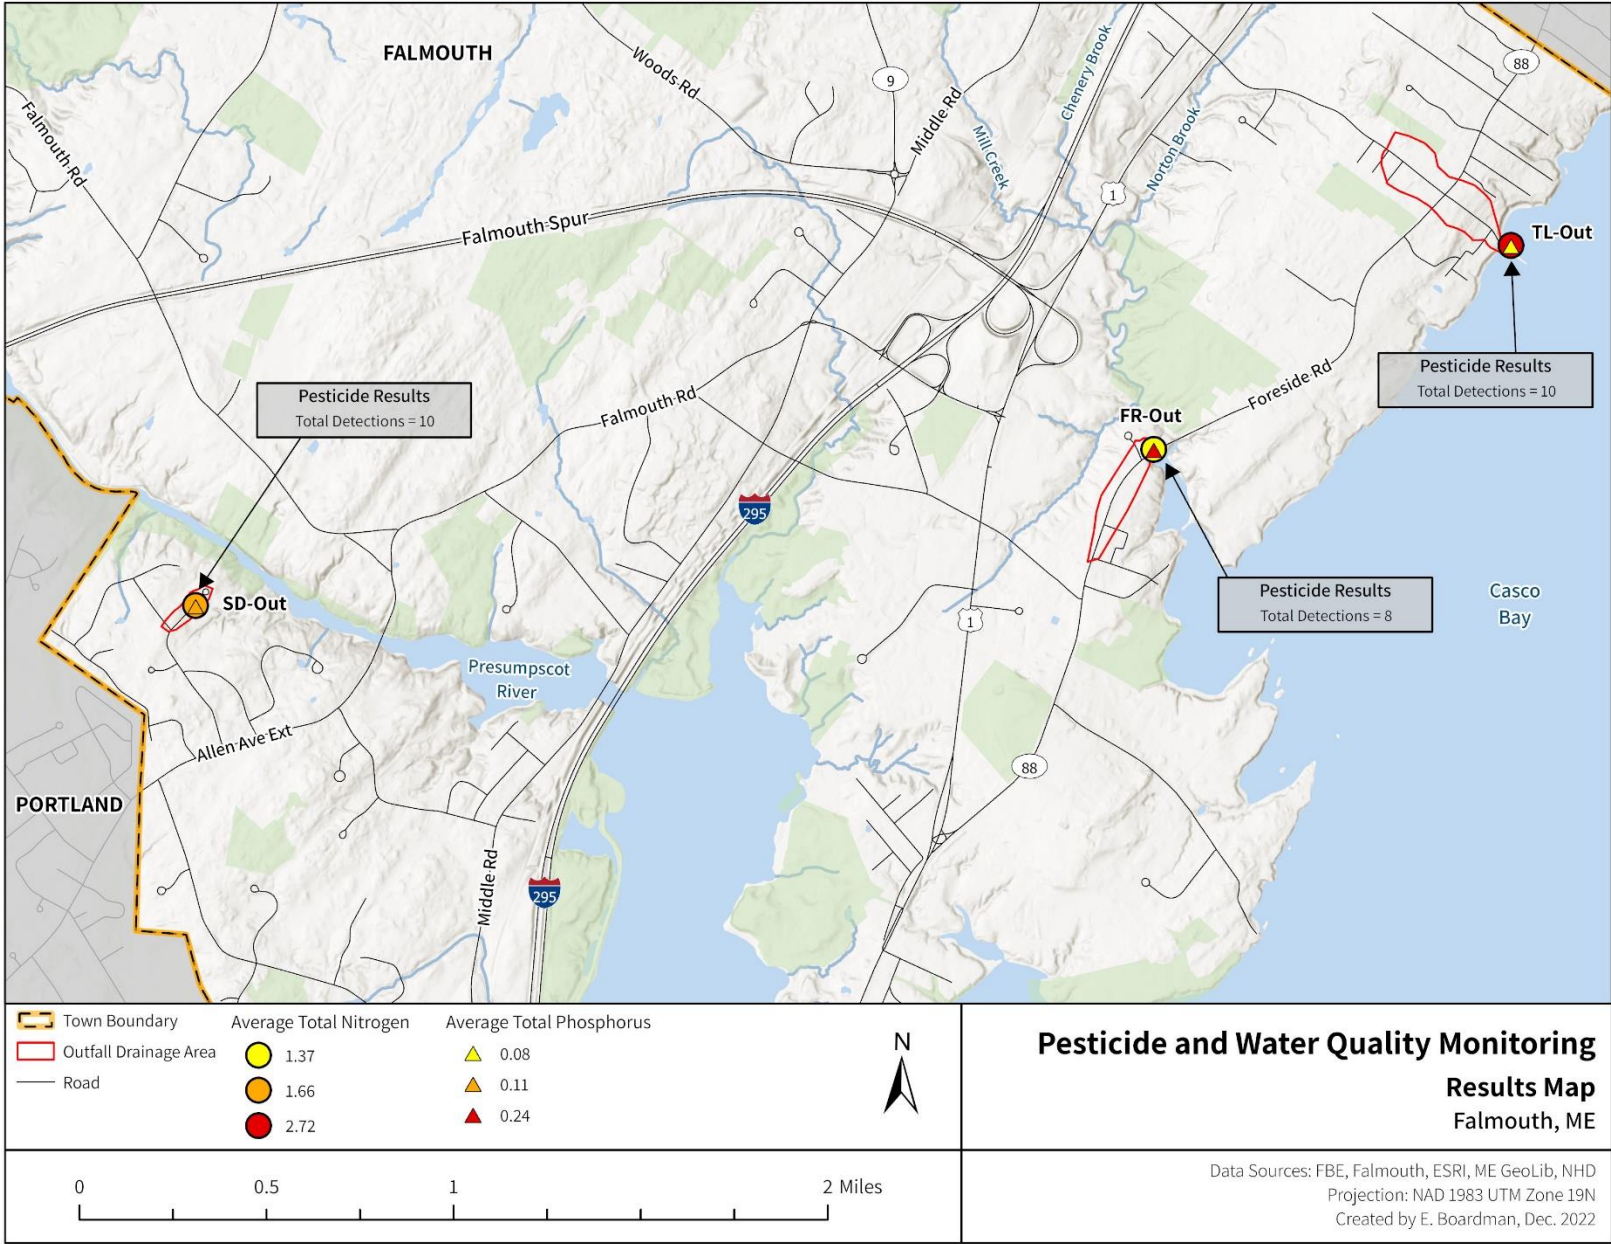 FALMOUTH
Woods Rd
9
Middle Rd
Chenery Brook
88
Falmouth Rd
Mill Creek
Norton Brook
1
Falmouth Spur
TL-Out
Pesticide Results
Total Detections = 10
Pesticide Results
Total Detections = 10
Falmouth Rd
Foreside Rd
FR-Out
295
Pesticide Results
Total Detections = 8
Casco
Bay
SD-Out
1
Presumpscot
River
Allen Ave Ext
88
PORTLAND
Middle Rd
295
Town Boundary
Outfall Drainage Area
Road
Average Total Nitrogen
1.37
1.66
2.72
Average Total Phosphorus
0.08
0.11
0.24
N
Pesticide and Water Quality Monitoring
Results Map
Falmouth, ME
0 0.5 1 2 Miles
Data Sources: FBE, Falmouth, ESRI, ME GeoLib, NHD
Projection: NAD 1983 UTM Zone 19N
Created by E. Boardman, Dec. 2022